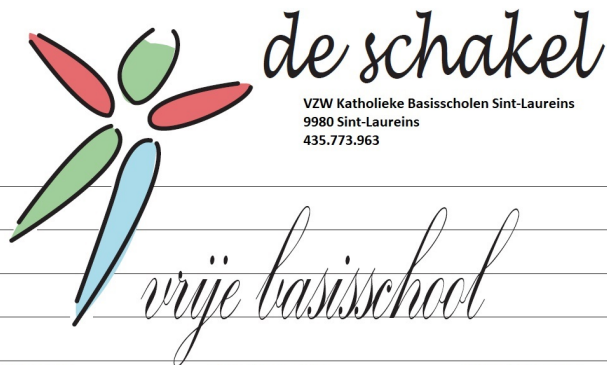 de schakel
VZW Katholieke Basisscholen Sint-Laureins
9980 Sint-Laureins
435.773.963
vrije basisschool